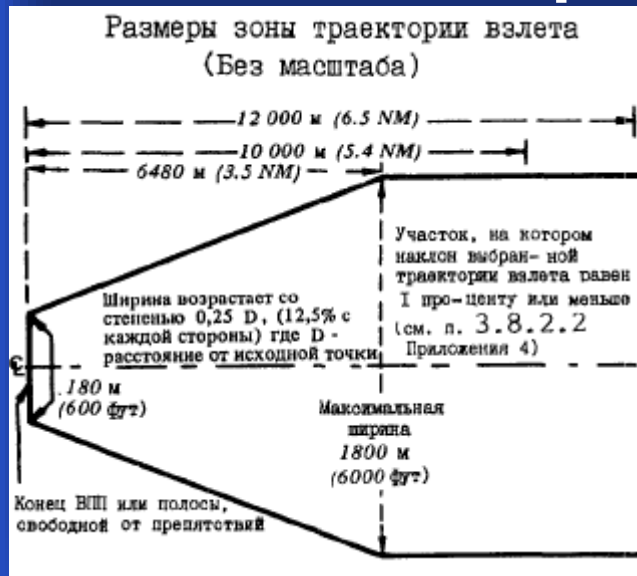 Размеры зоны траектории взлета
(Без масштаба)
12 000 м (6.5 NM)
10 000 м (5.4 NM)
6480 м (3.5 NM)
Участок, на котором
наклон выбран- ной
траектории взлета равен
I про-центу или меньше
(см. п. 3.8.2.2
Приложения 4)
Ширина возрастает со
степенью 0,25 D, (12,5% с
каждой стороны) где D -
расстояние от исходной точки
180 м
(600 фут)
Максимальная
ширина
1800 м
(6000 фут)
Конец ВПП или полосы,
свободной от препятствий